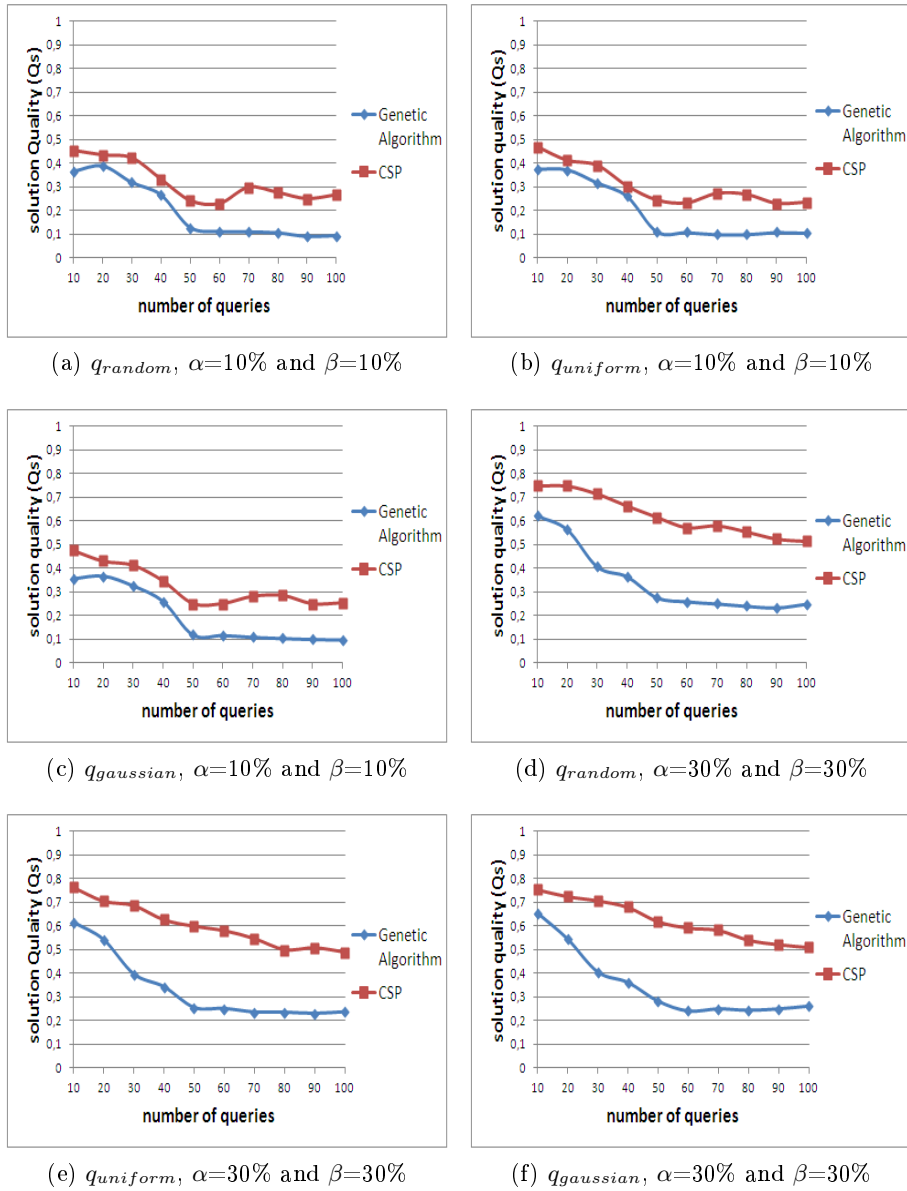 1
0,9
0,8
0,7
0,6
0,5
0,4
0,3
0,2
0,1
0
solution Quality (Qs)
10 20 30 40 50 60 70 80 90 100
number of queries
Genetic
Algorithm
CSP
(a) q_random, α=10% and β=10%
1
0,9
0,8
0,7
0,6
0,5
0,4
0,3
0,2
0,1
0
solution quality (Qs)
10 20 30 40 50 60 70 80 90 100
number of queries
Genetic
Algorithm
CSP
(b) q_uniform, α=10% and β=10%
1
0,9
0,8
0,7
0,6
0,5
0,4
0,3
0,2
0,1
0
solution quality (Qs)
10 20 30 40 50 60 70 80 90 100
number of queries
Genetic
Algorithm
CSP
(c) q_gaussian, α=10% and β=10%
1
0,9
0,8
0,7
0,6
0,5
0,4
0,3
0,2
0,1
0
solution quality (Qs)
10 20 30 40 50 60 70 80 90 100
number of queries
Genetic
Algorithm
CSP
(d) q_random, α=30% and β=30%
1
0,9
0,8
0,7
0,6
0,5
0,4
0,3
0,2
0,1
0
solution Qulaity (Qs)
10 20 30 40 50 60 70 80 90 100
number of queries
Genetic
Algorithm
CSP
(e) q_uniform, α=30% and β=30%
1
0,9
0,8
0,7
0,6
0,5
0,4
0,3
0,2
0,1
0
solution quality (Qs)
10 20 30 40 50 60 70 80 90 100
number of queries
Genetic
Algorithm
CSP
(f) q_gaussian, α=30% and β=30%